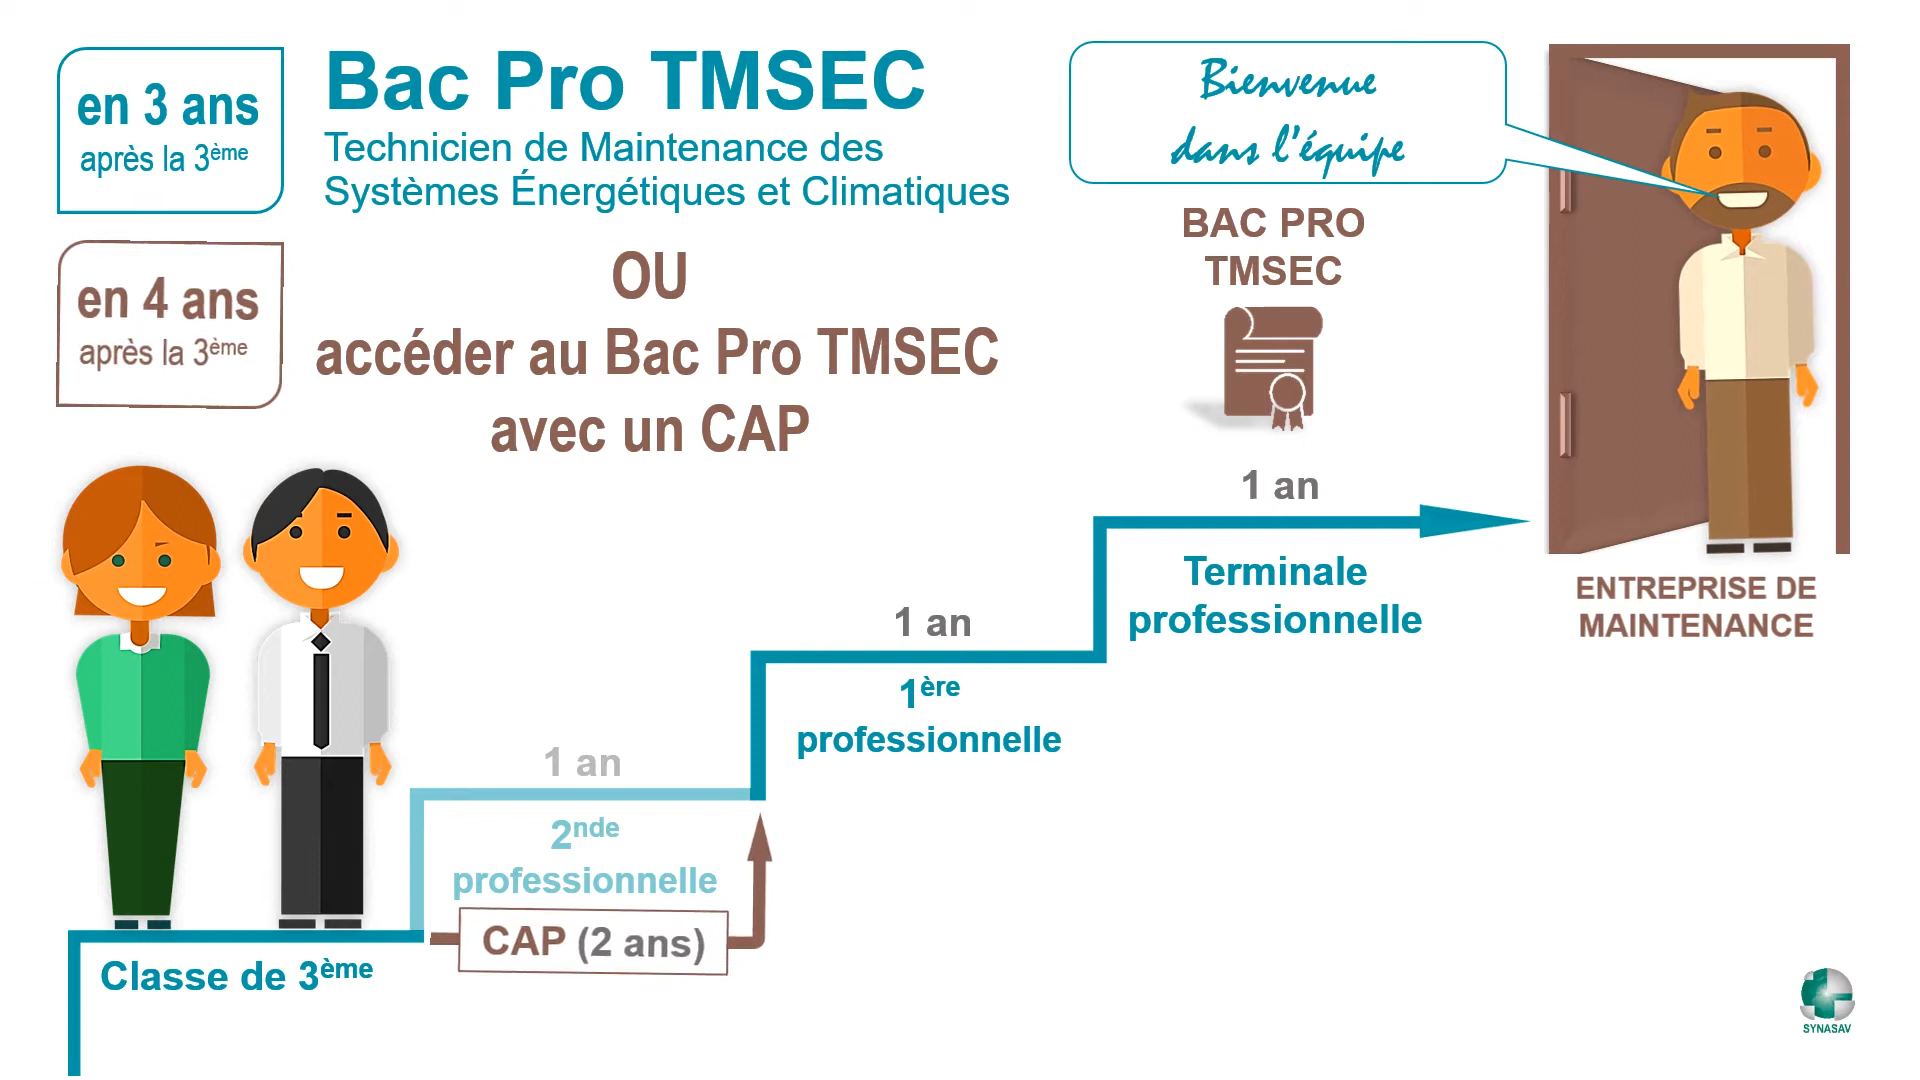 en 3 ans
après la 3ème
Bac Pro TMSEC
Technicien de Maintenance des
Systèmes Énergétiques et Climatiques
en 4 ans
après la 3ème
OU
accéder au Bac Pro TMSEC
avec un CAP
Bienvenue
dans l'équipe
BAC PRO
TMSEC
1 an
Terminale
professionnelle
ENTREPRISE DE
MAINTENANCE
1 an
1ère
professionnelle
1 an
2nde
professionnelle
CAP (2 ans)
Classe de 3ème
SYNASAV